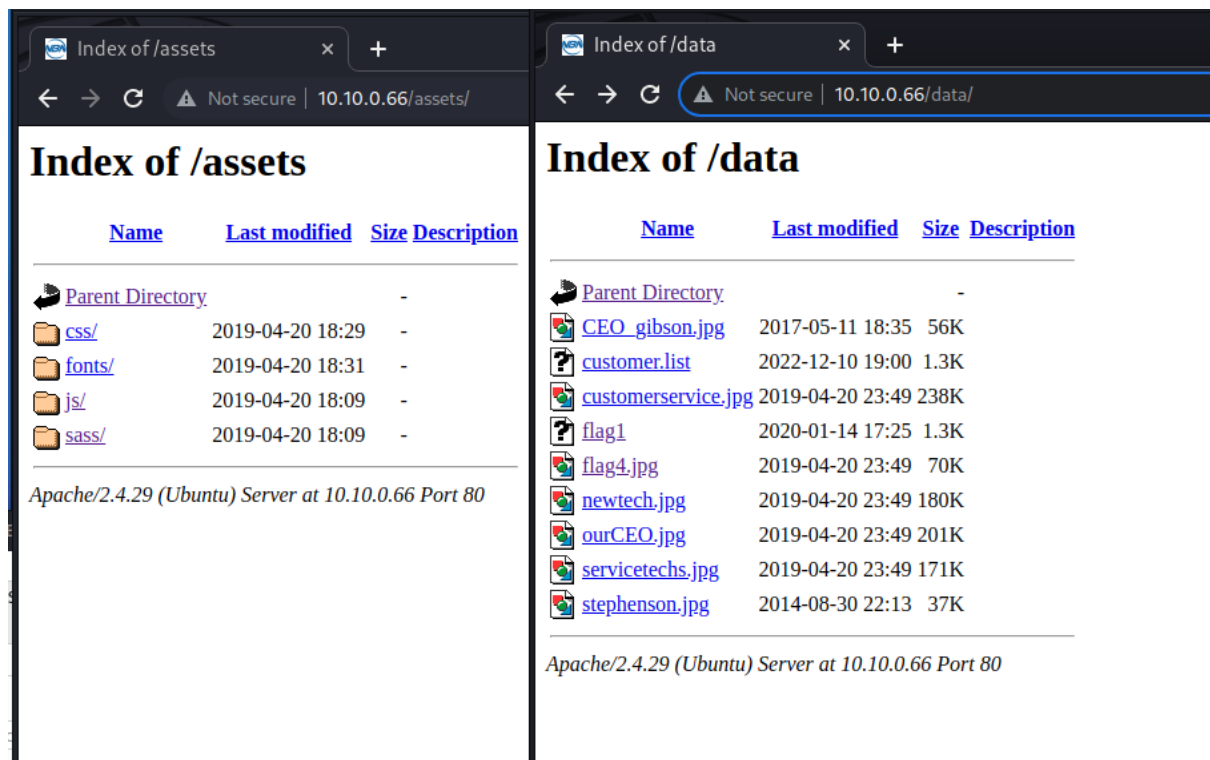 Index of /assets
Not secure | 10.10.0.66/assets/
Index of /assets
Name Last modified Size Description
Parent Directory -
css/ 2019-04-20 18:29 -
fonts/ 2019-04-20 18:31 -
js/ 2019-04-20 18:09 -
sass/ 2019-04-20 18:09 -
Apache/2.4.29 (Ubuntu) Server at 10.10.0.66 Port 80
Index of /data
Not secure | 10.10.0.66/data/
Index of /data
Name Last modified Size Description
Parent Directory -
CEO_gibson.jpg 2017-05-11 18:35 56K
customer.list 2022-12-10 19:00 1.3K
customerservice.jpg 2019-04-20 23:49 238K
flag1 2020-01-14 17:25 1.3K
flag4.jpg 2019-04-20 23:49 70K
newtech.jpg 2019-04-20 23:49 180K
ourCEO.jpg 2019-04-20 23:49 201K
servicetechs.jpg 2019-04-20 23:49 171K
stephenson.jpg 2014-08-30 22:13 37K
Apache/2.4.29 (Ubuntu) Server at 10.10.0.66 Port 80